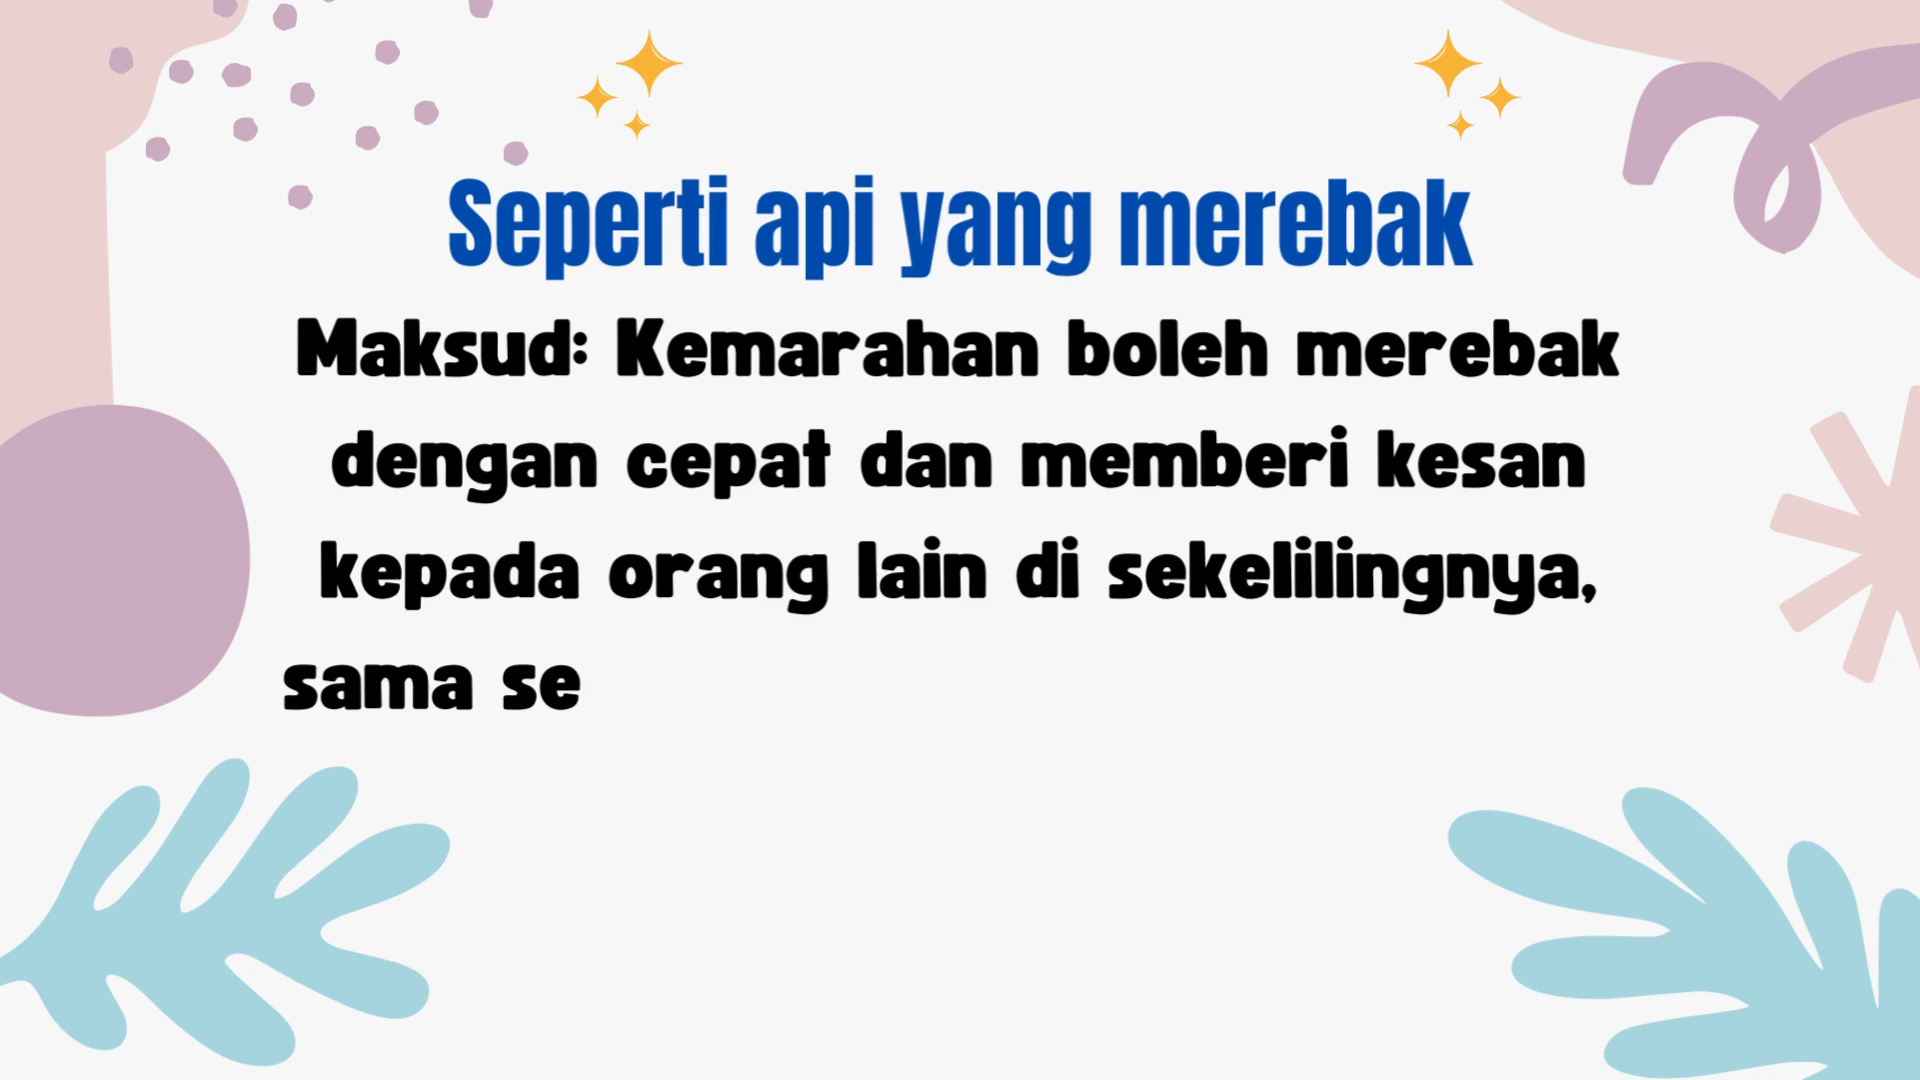 Seperti api yang merebak
Maksud: Kemarahan boleh merebak
dengan cepat dan memberi kesan
kepada orang lain di sekelilingnya,
sama se